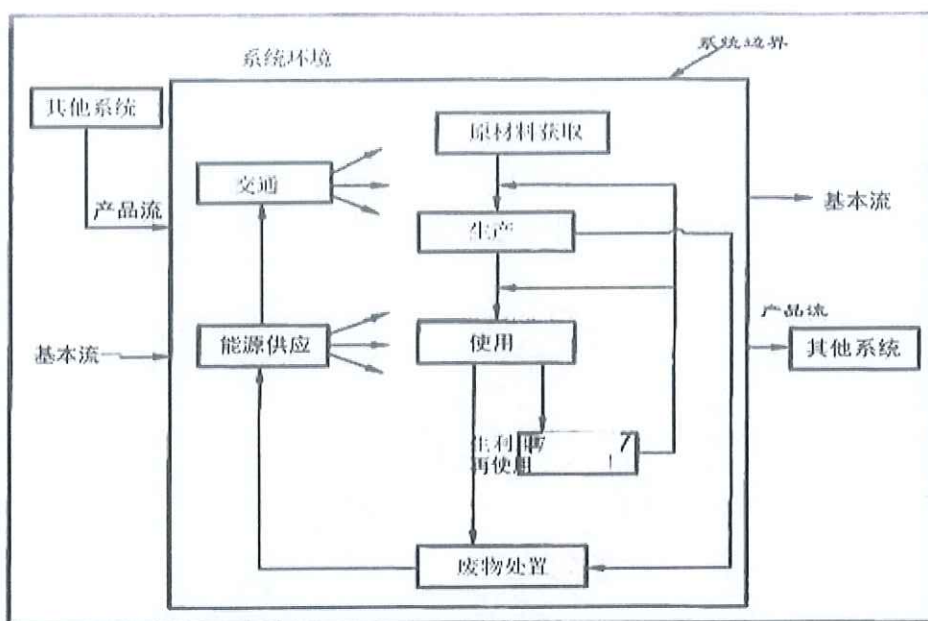 系统环境
系统边界
其他系统
原材料获取
交通
产品流
基本流
生产
产品流
能源供应
使用
基本流
其他系统
再使用
废物处置